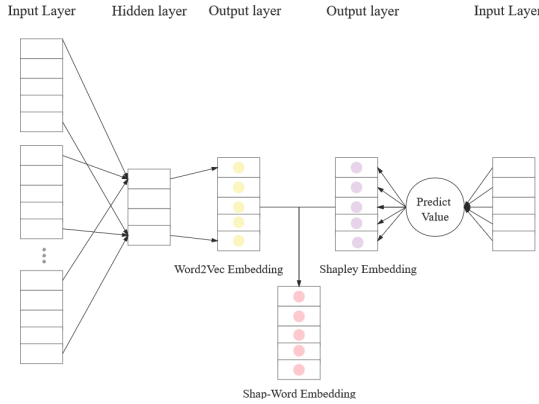 Input Layer
Hidden layer
Output layer
Output layer
Input Layer
Predict
Value
Word2Vec Embedding
Shapley Embedding
Shap-Word Embedding